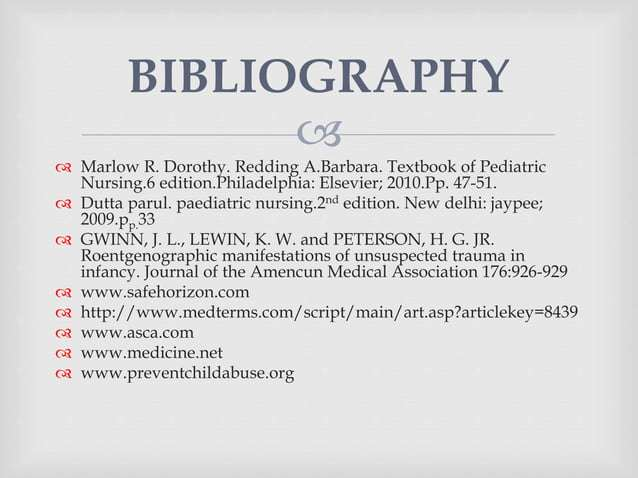 BIBLIOGRAPHY
Marlow R. Dorothy. Redding A.Barbara. Textbook of Pediatric
Nursing.6 edition.Philadelphia: Elsevier; 2010.Pp. 47-51.
Dutta parul. paediatric nursing.2nd edition. New delhi: jaypee;
2009.pp.33
GWINN, J. L., LEWIN, K. W. and PETERSON, H. G. JR.
Roentgenographic manifestations of unsuspected trauma in
infancy. Journal of the Amencun Medical Association 176:926-929
www.safehorizon.com
http://www.medterms.com/script/main/art.asp?articlekey=8439
www.asca.com
www.medicine.net
www.preventchildabuse.org